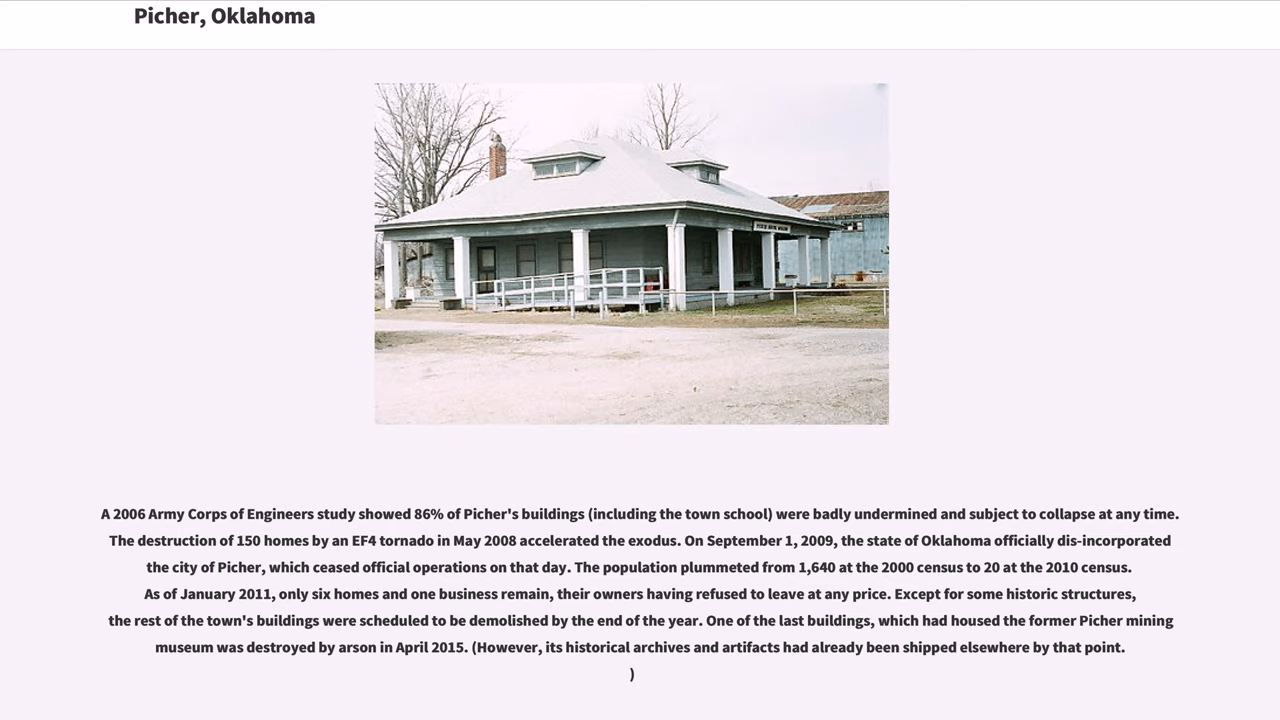 Picher, Oklahoma
A 2006 Army Corps of Engineers study showed 86% of Picher's buildings (including the town school) were badly undermined and subject to collapse at any time.
The destruction of 150 homes by an EF4 tornado in May 2008 accelerated the exodus. On September 1, 2009, the state of Oklahoma officially dis-incorporated
the city of Picher, which ceased official operations on that day. The population plummeted from 1,640 at the 2000 census to 20 at the 2010 census.
As of January 2011, only six homes and one business remain, their owners having refused to leave at any price. Except for some historic structures,
the rest of the town's buildings were scheduled to be demolished by the end of the year. One of the last buildings, which had housed the former Picher mining
museum was destroyed by arson in April 2015. (However, its historical archives and artifacts had already been shipped elsewhere by that point.
)